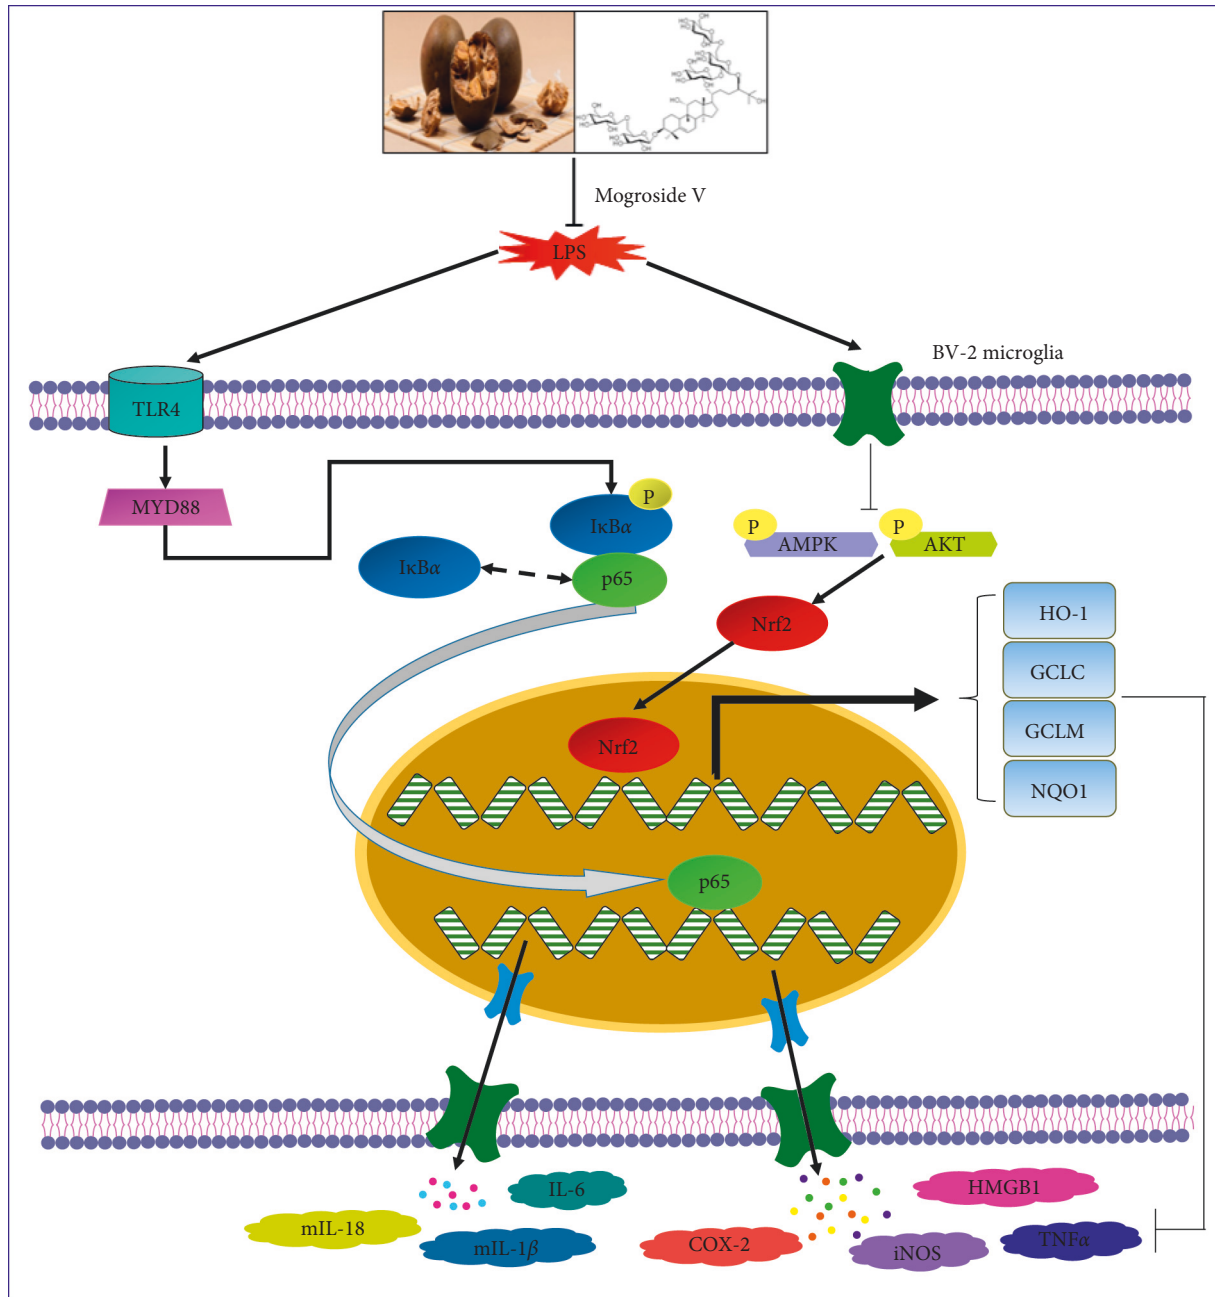 Mogroside V
LPS
BV-2 microglia
TLR4
MYD88
P
IκBα
IκBα
p65
P
P
AMPK
AKT
Nrf2
HO-1
GCLC
GCLM
NQO1
Nrf2
p65
IL-6
mIL-18
mIL-1β
HMGB1
COX-2
iNOS
TNFα